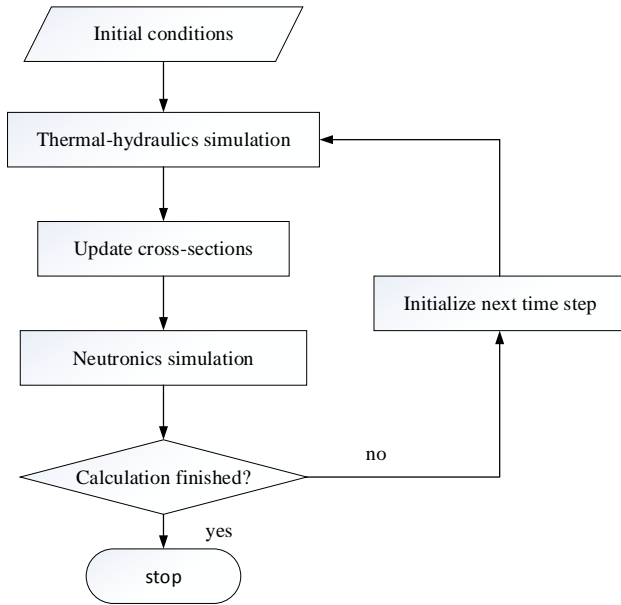 Initial conditions
Thermal-hydraulics simulation
Update cross-sections
Initialize next time step
Neutronics simulation
Calculation finished?
no
yes
stop